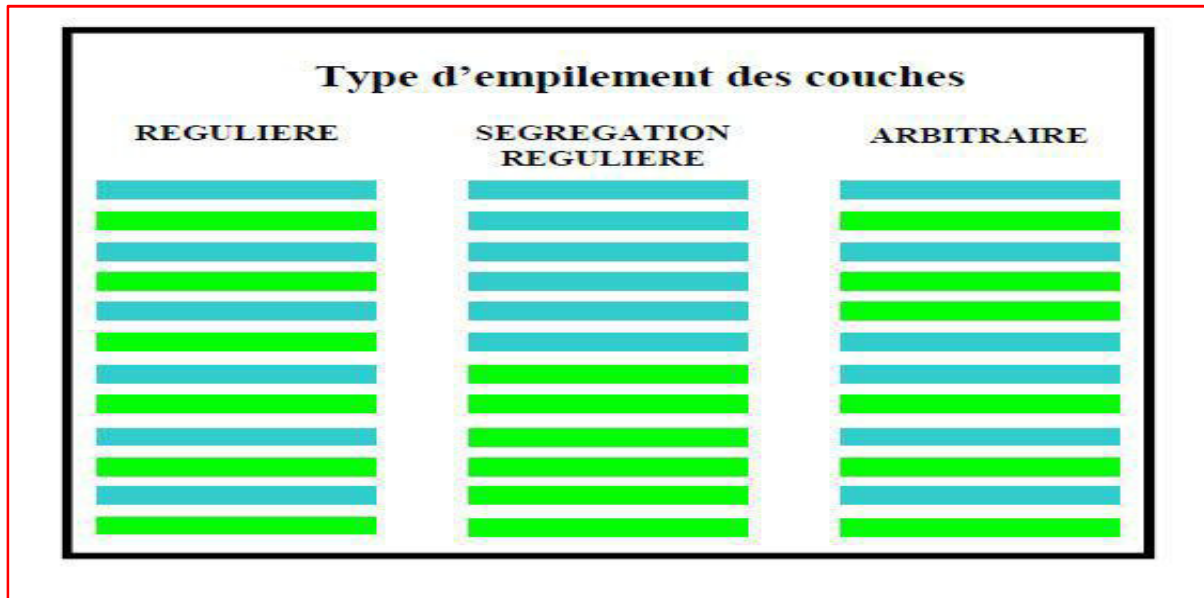 Type d’empilement des couches
REGULIERE
SEGREGATION
REGULIERE
ARBITRAIRE